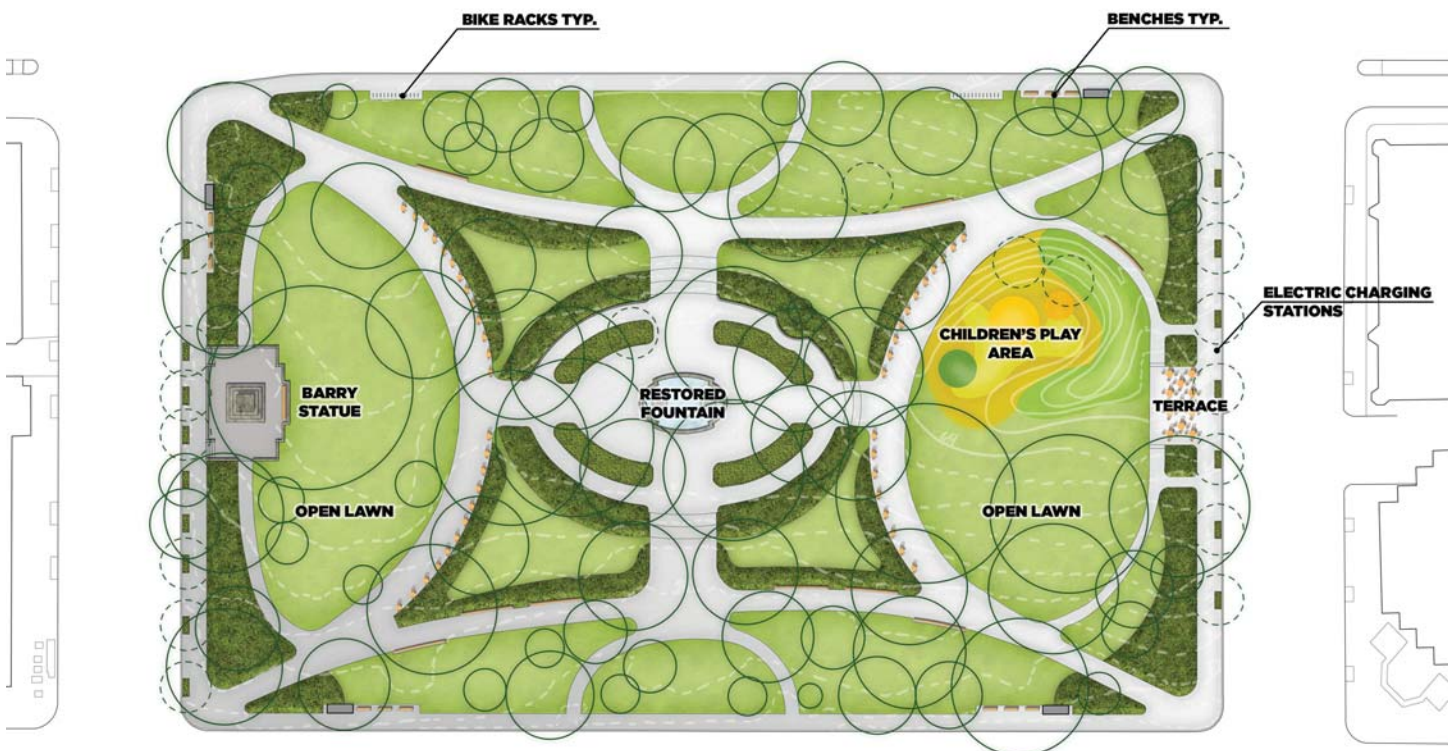 BIKE RACKS TYP.
BENCHES TYP.
ELECTRIC CHARGING
STATIONS
CHILDREN'S PLAY
AREA
BARRY
STATUE
RESTORED
FOUNTAIN
TERRACE
OPEN LAWN
OPEN LAWN